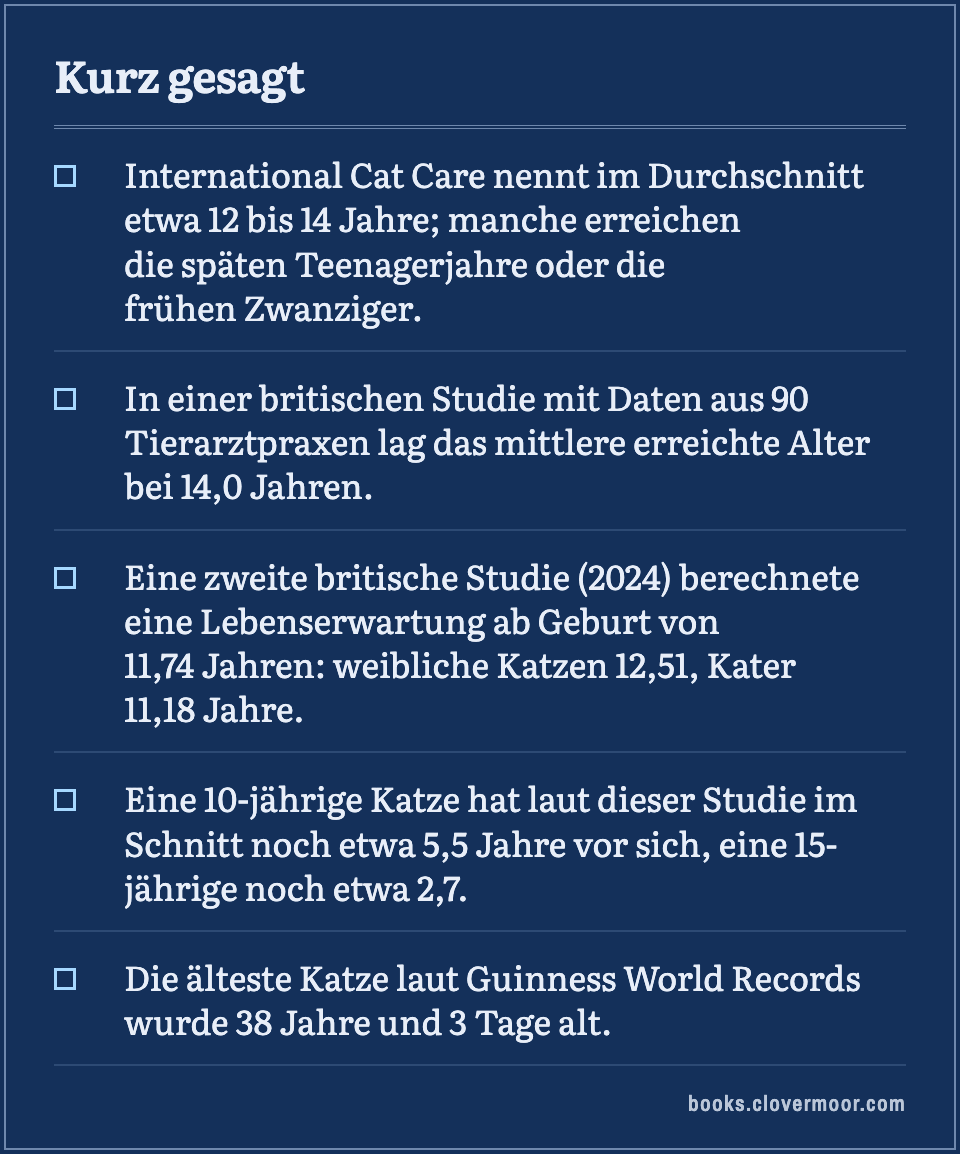 Kurz gesagt
International Cat Care nennt im Durchschnitt
etwa 12 bis 14 Jahre; manche erreichen
die späten Teenagerjahre oder die
frühen Zwanziger.
In einer britischen Studie mit Daten aus 90
Tierarztpraxen lag das mittlere erreichte Alter
bei 14,0 Jahren.
Eine zweite britische Studie (2024) berechnete
eine Lebenserwartung ab Geburt von
11,74 Jahren: weibliche Katzen 12,51, Kater
11,18 Jahre.
Eine 10-jährige Katze hat laut dieser Studie im
Schnitt noch etwa 5,5 Jahre vor sich, eine 15-
jährige noch etwa 2,7.
Die älteste Katze laut Guinness World Records
wurde 38 Jahre und 3 Tage alt.
books.clovermoor.com